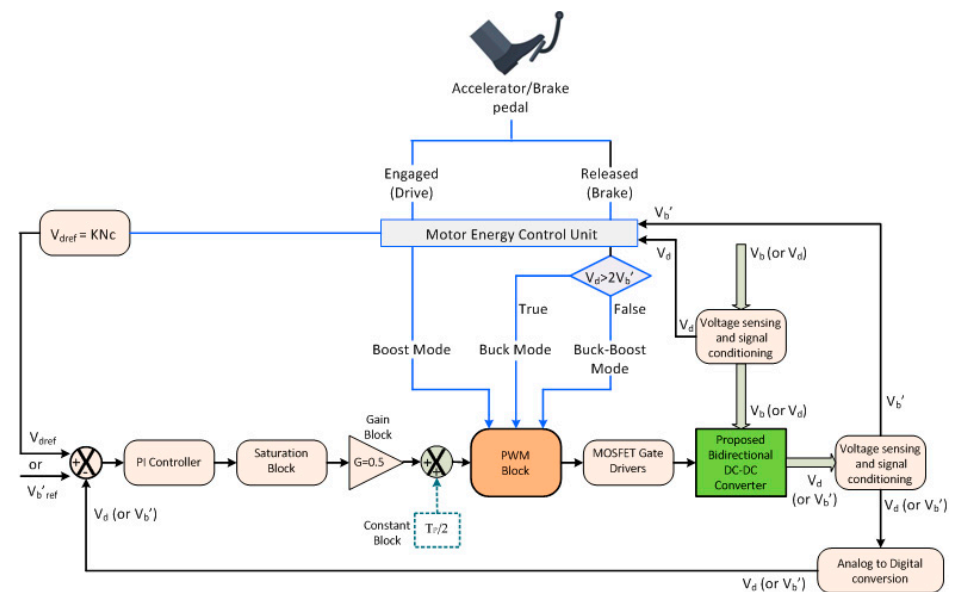 Accelerator/Brake
pedal
Engaged
(Drive)
Released
(Brake)
Vb'
Vdref = KNc
Motor Energy Control Unit
Vd
Vb (or Vd)
Vd>2Vb'
True
False
Vd
Voltage sensing
and signal
conditioning
Boost Mode
Buck Mode
Buck-Boost
Mode
Vb'
Vb (or Vd)
Gain
Block
Vdref
or
Vb'ref
+
-
PI Controller
Saturation
Block
G=0.5
+
+
PWM
Block
MOSFET Gate
Drivers
Proposed
Bidirectional
DC-DC
Converter
Vd
(or Vb')
Voltage sensing
and signal
conditioning
Vd (or Vb')
Vd (or Vb')
Constant
Block
TP/2
Analog to Digital
conversion
Vd (or Vb')